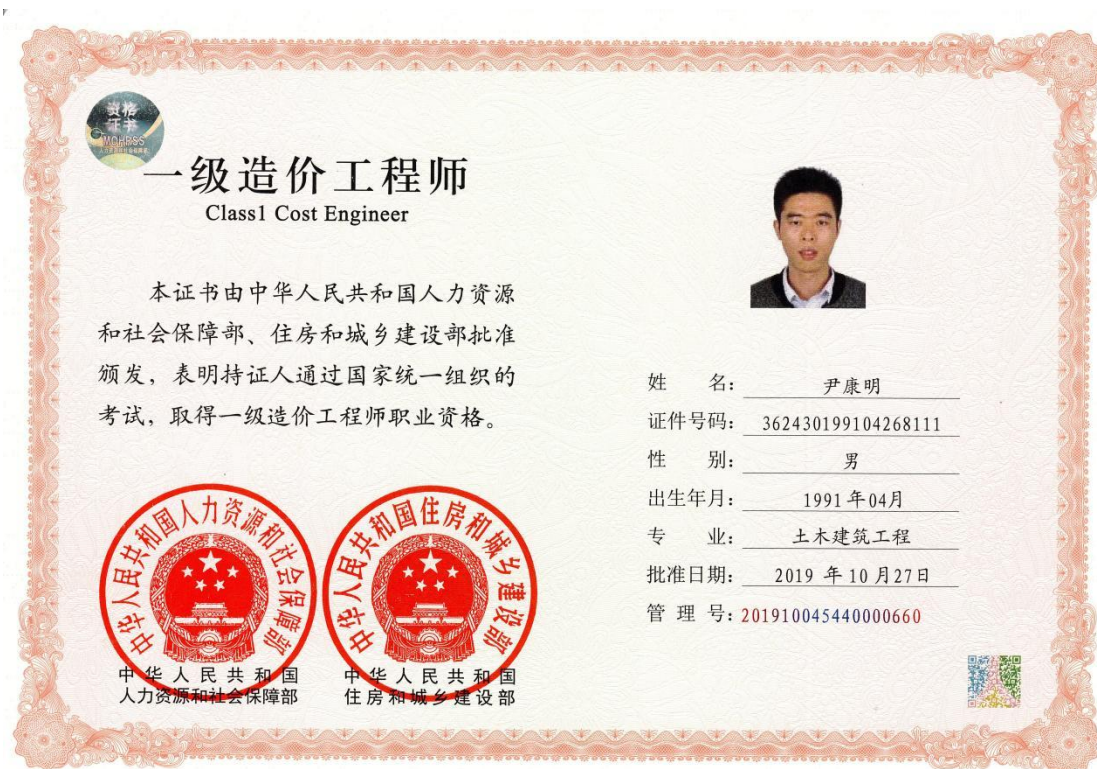 资格
证书
MOHRSS
一级造价工程师
Class1 Cost Engineer
本证书由中华人民共和国人力资源
和社会保障部、住房和城乡建设部批准
颁发，表明持证人通过国家统一组织的
考试，取得一级造价工程师职业资格。
姓 名：尹康明
证件号码：362430199104268111
性 别：男
出生年月：1991年04月
专 业：土木建筑工程
批准日期：2019 年 10 月27日
管 理 号：201910045440000660
中华人民共和国人力资源和社会保障部
中华人民共和国住房和城乡建设部
中华人民共和国
人力资源和社会保障部
中华人民共和国
住房和城乡建设部